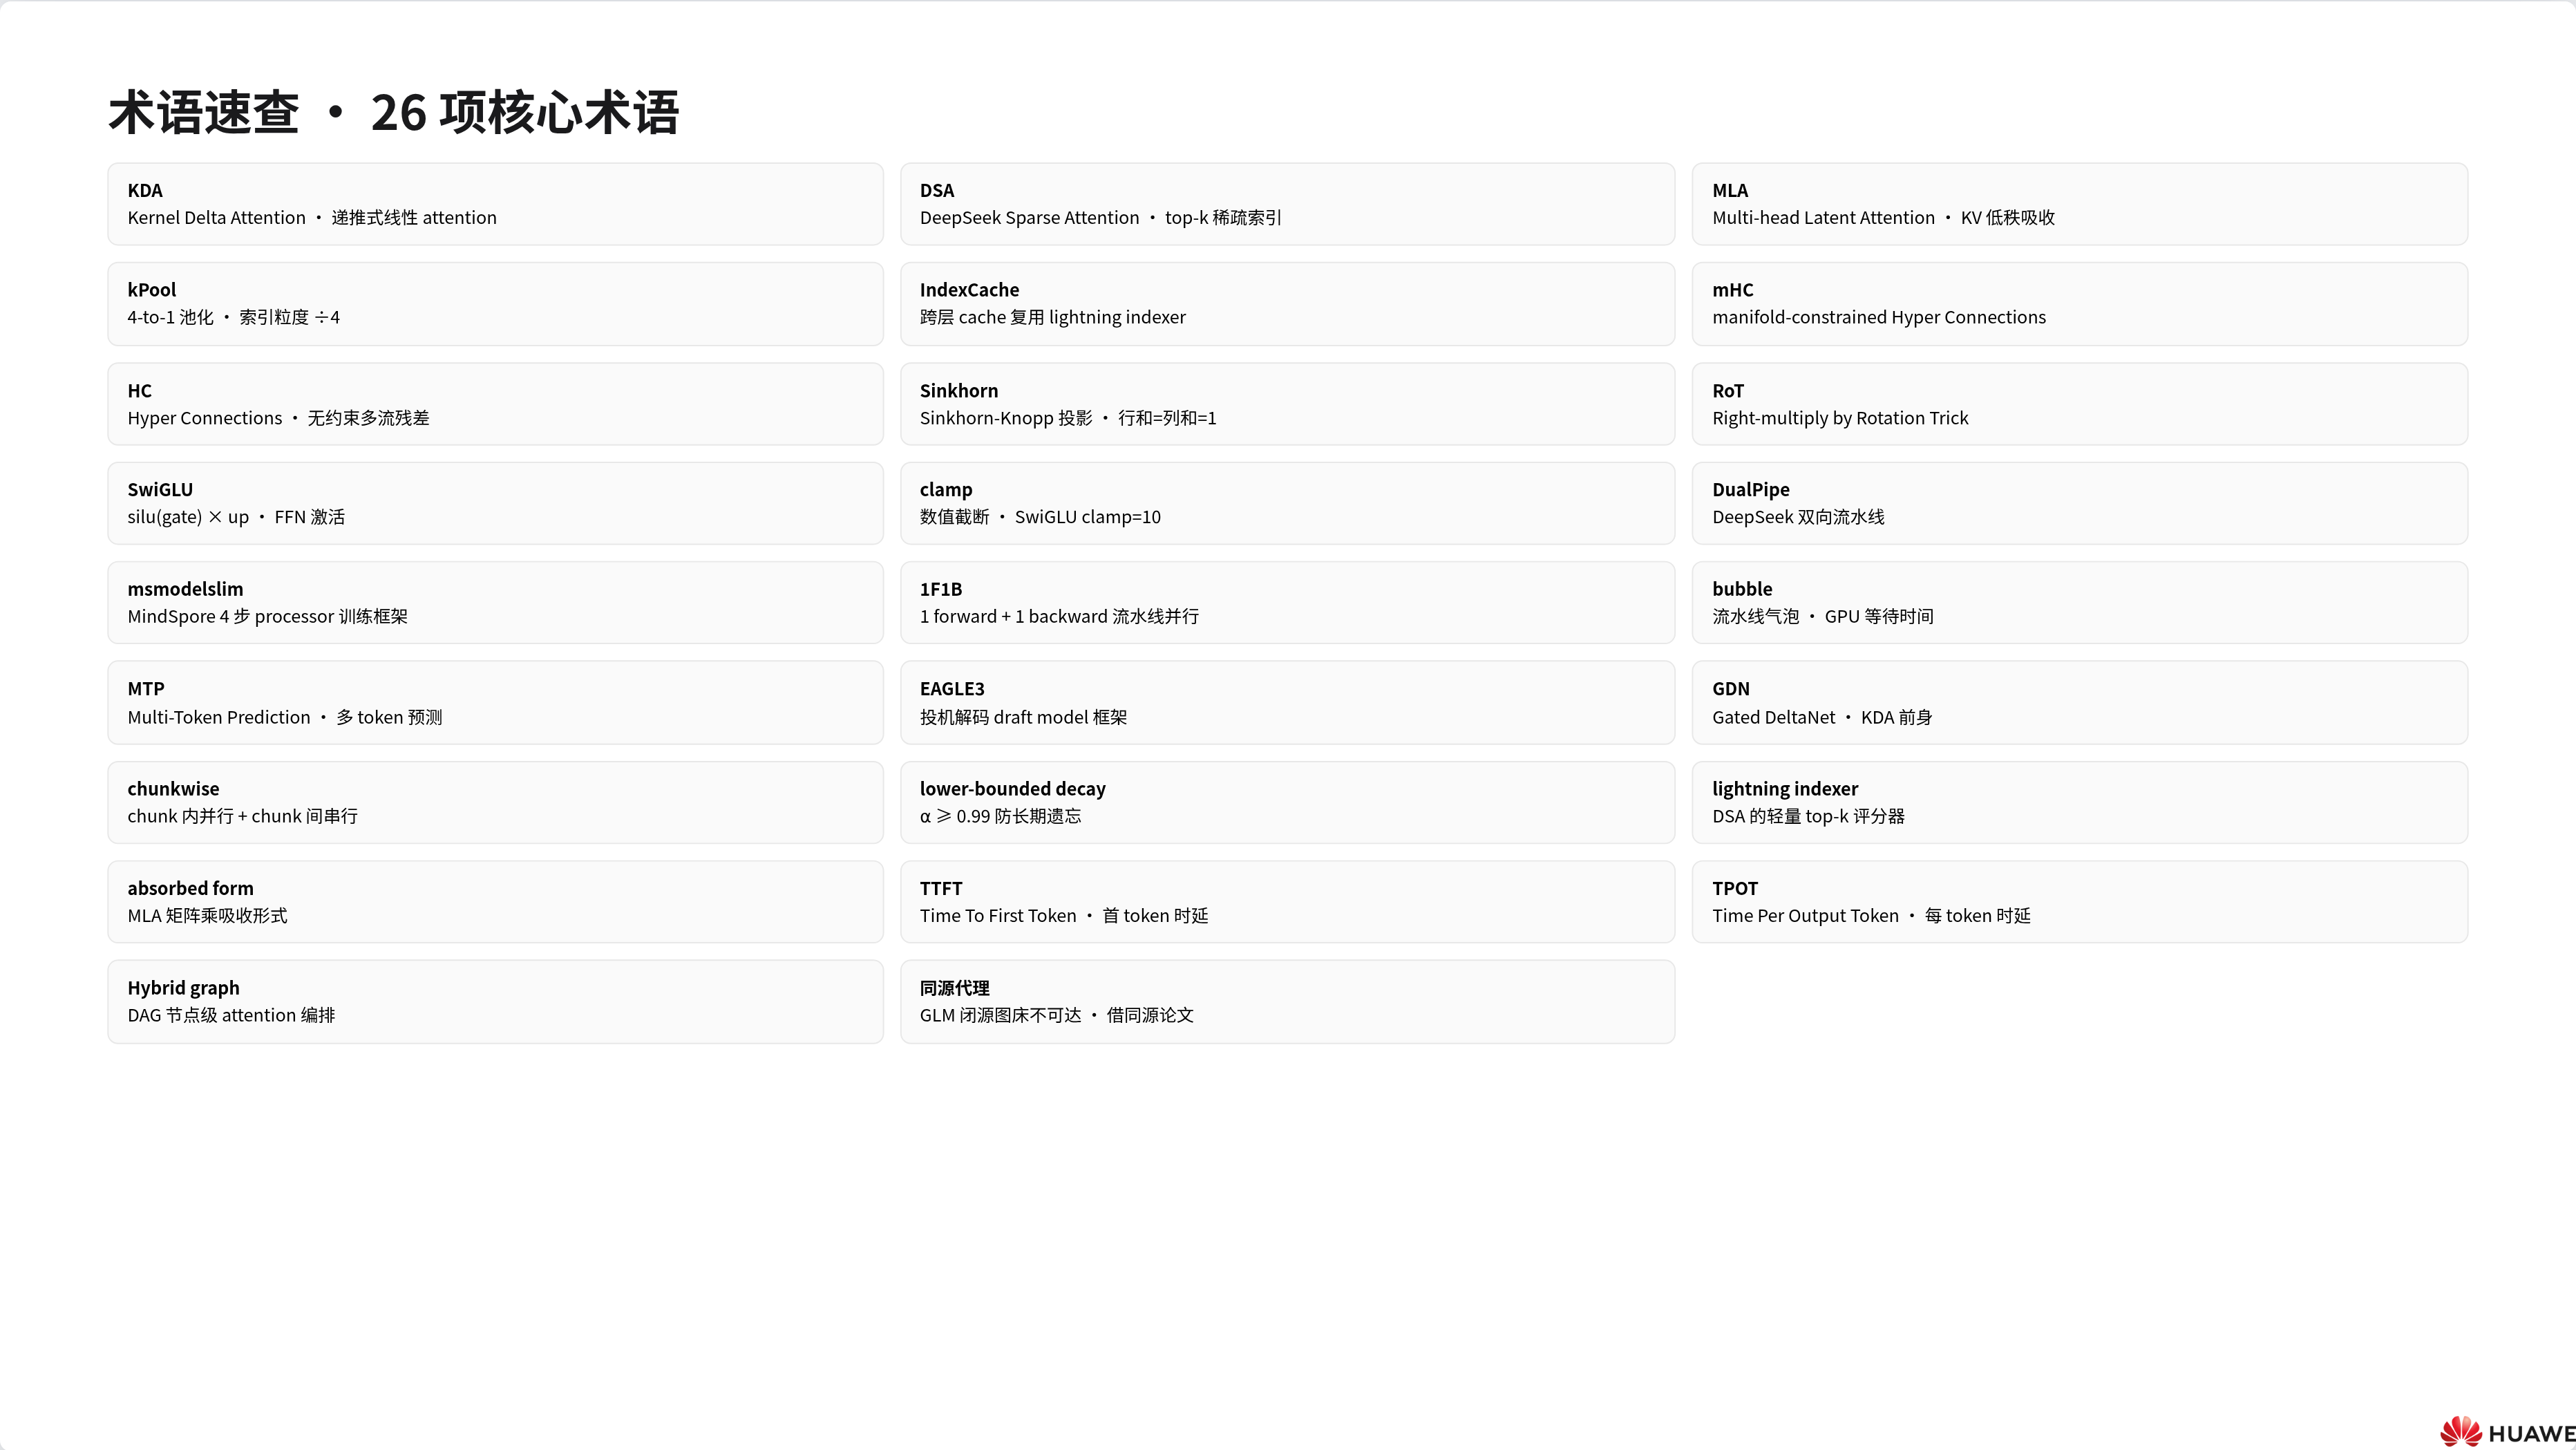 术语速查 · 26 项核心术语
KDA
Kernel Delta Attention · 递推式线性 attention
DSA
DeepSeek Sparse Attention · top-k 稀疏索引
MLA
Multi-head Latent Attention · KV 低秩吸收
kPool
4-to-1 池化 · 索引粒度 ÷4
IndexCache
跨层 cache 复用 lightning indexer
mHC
manifold-constrained Hyper Connections
HC
Hyper Connections · 无约束多流残差
Sinkhorn
Sinkhorn-Knopp 投影 · 行和=列和=1
RoT
Right-multiply by Rotation Trick
SwiGLU
silu(gate) × up · FFN 激活
clamp
数值截断 · SwiGLU clamp=10
DualPipe
DeepSeek 双向流水线
msmodelslim
MindSpore 4 步 processor 训练框架
1F1B
1 forward + 1 backward 流水线并行
bubble
流水线气泡 · GPU 等待时间
MTP
Multi-Token Prediction · 多 token 预测
EAGLE3
投机解码 draft model 框架
GDN
Gated DeltaNet · KDA 前身
chunkwise
chunk 内并行 + chunk 间串行
lower-bounded decay
α ⩾ 0.99 防长期遗忘
lightning indexer
DSA 的轻量 top-k 评分器
absorbed form
MLA 矩阵乘吸收形式
TTFT
Time To First Token · 首 token 时延
TPOT
Time Per Output Token · 每 token 时延
Hybrid graph
DAG 节点级 attention 编排
同源代理
GLM 闭源图床不可达 · 借同源论文
HUAWE